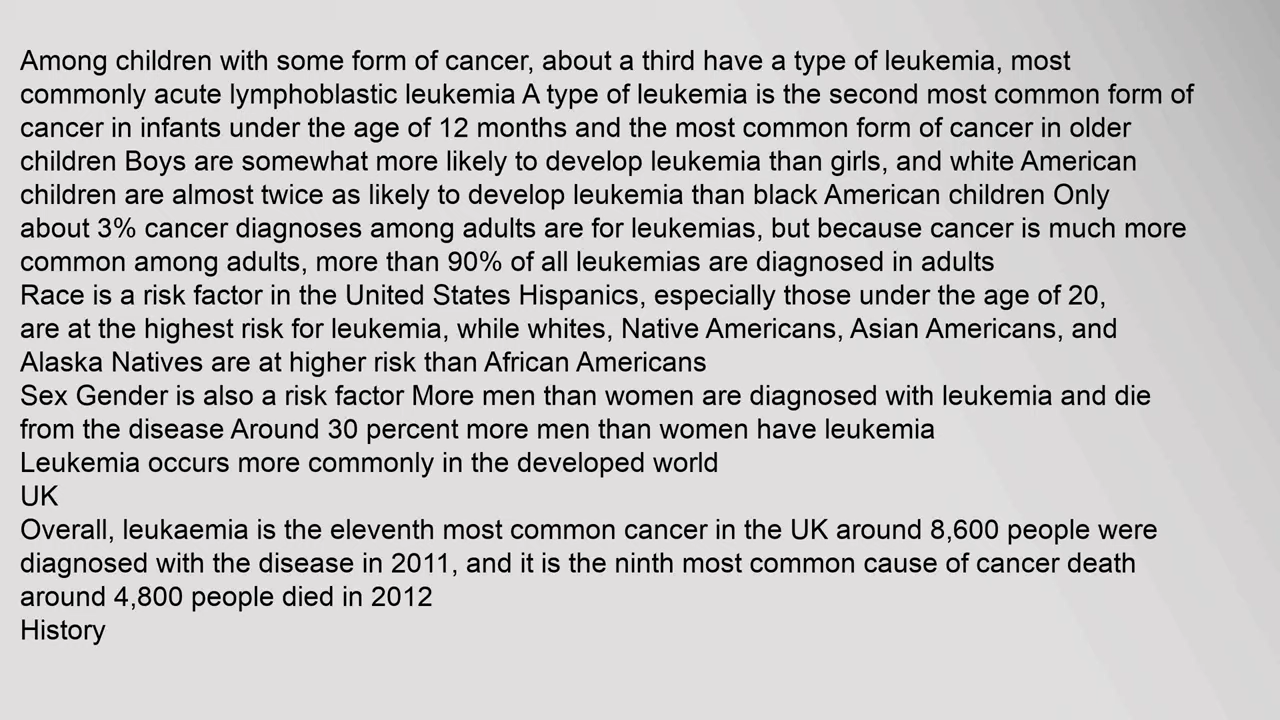 Among children with some form of cancer, about a third have a type of leukemia, most
commonly acute lymphoblastic leukemia A type of leukemia is the second most common form of
cancer in infants under the age of 12 months and the most common form of cancer in older
children Boys are somewhat more likely to develop leukemia than girls, and white American
children are almost twice as likely to develop leukemia than black American children Only
about 3% cancer diagnoses among adults are for leukemias, but because cancer is much more
common among adults, more than 90% of all leukemias are diagnosed in adults
Race is a risk factor in the United States Hispanics, especially those under the age of 20,
are at the highest risk for leukemia, while whites, Native Americans, Asian Americans, and
Alaska Natives are at higher risk than African Americans
Sex Gender is also a risk factor More men than women are diagnosed with leukemia and die
from the disease Around 30 percent more men than women have leukemia
Leukemia occurs more commonly in the developed world
UK
Overall, leukaemia is the eleventh most common cancer in the UK around 8,600 people were
diagnosed with the disease in 2011, and it is the ninth most common cause of cancer death
around 4,800 people died in 2012
History